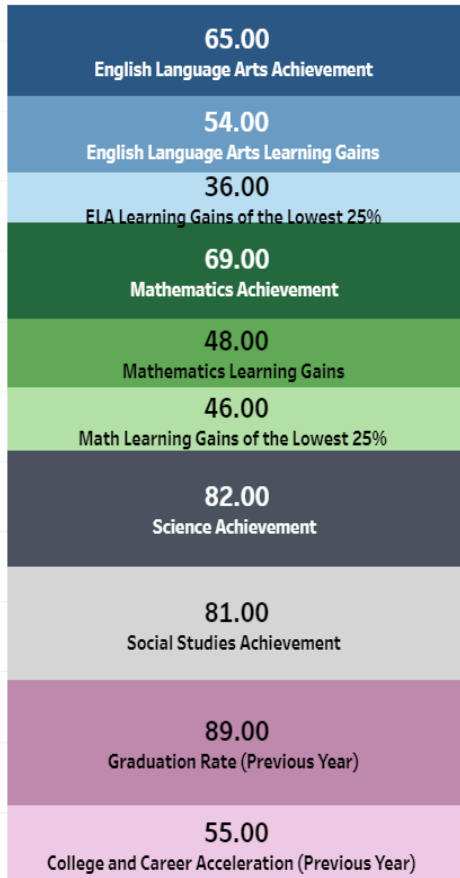 65.00
English Language Arts Achievement
54.00
English Language Arts Learning Gains
36.00
ELA Learning Gains of the Lowest 25%
69.00
Mathematics Achievement
48.00
Mathematics Learning Gains
46.00
Math Learning Gains of the Lowest 25%
82.00
Science Achievement
81.00
Social Studies Achievement
89.00
Graduation Rate (Previous Year)
55.00
College and Career Acceleration (Previous Year)